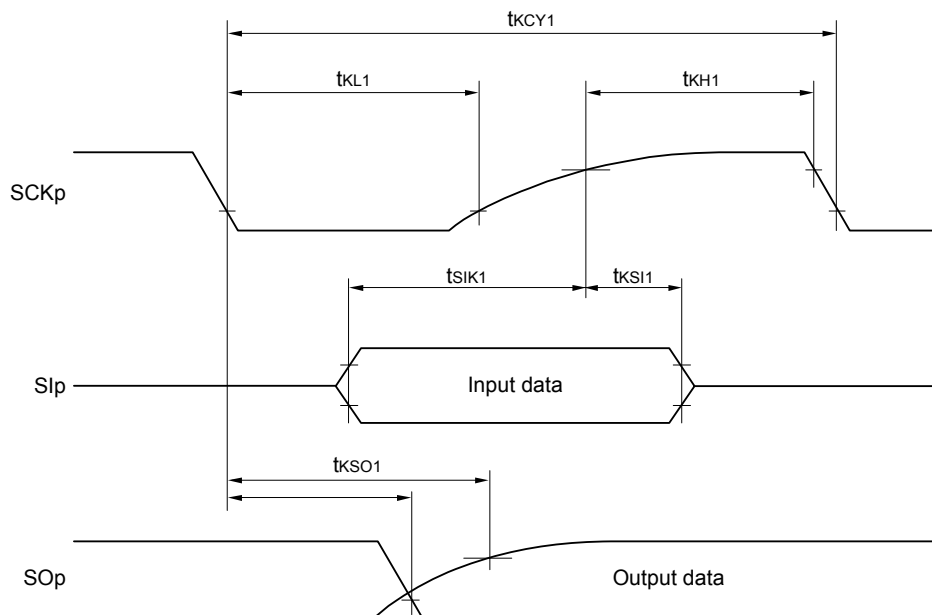 tKCY1
tKL1
tKH1
SCKp
tSIK1
tKSI1
SIp
Input data
tKSO1
SOp
Output data